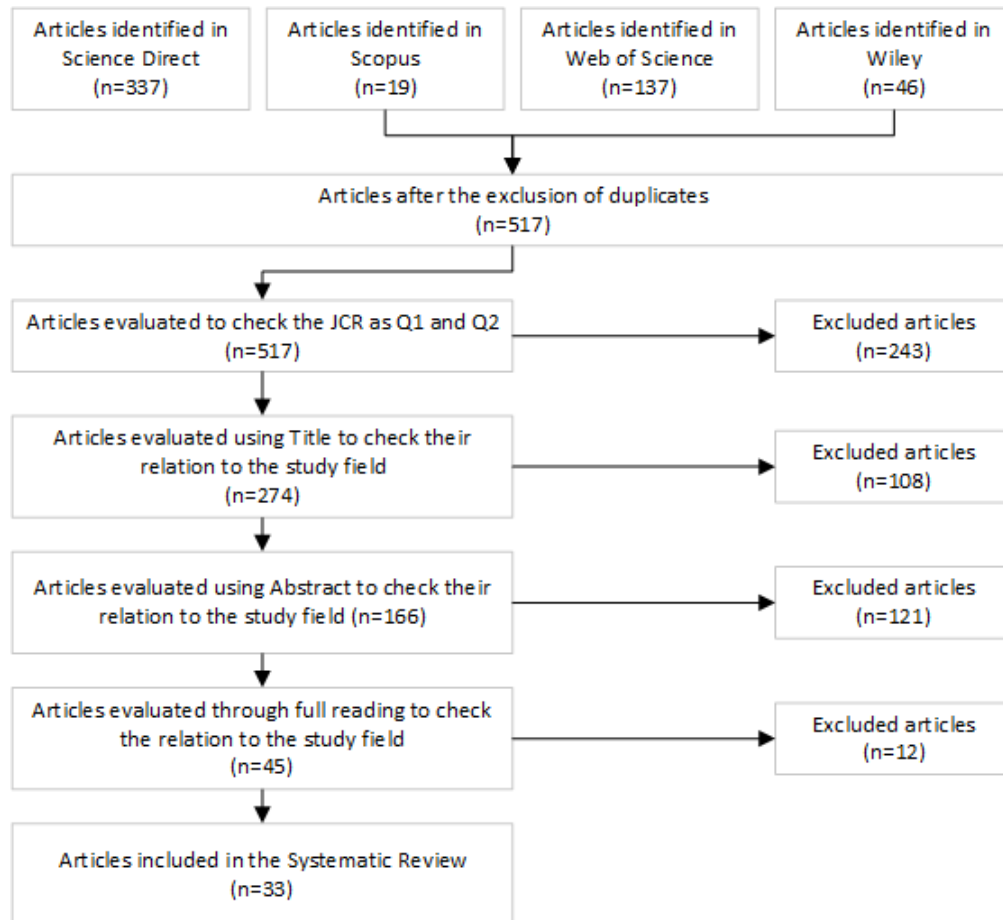 Articles identified in
Science Direct
(n=337)
Articles identified in
Scopus
(n=19)
Articles identified in
Web of Science
(n=137)
Articles identified in
Wiley
(n=46)
Articles after the exclusion of duplicates
(n=517)
Articles evaluated to check the JCR as Q1 and Q2
(n=517)
Excluded articles
(n=243)
Articles evaluated using Title to check their
relation to the study field
(n=274)
Excluded articles
(n=108)
Articles evaluated using Abstract to check their
relation to the study field (n=166)
Excluded articles
(n=121)
Articles evaluated through full reading to check
the relation to the study field
(n=45)
Excluded articles
(n=12)
Articles included in the Systematic Review
(n=33)